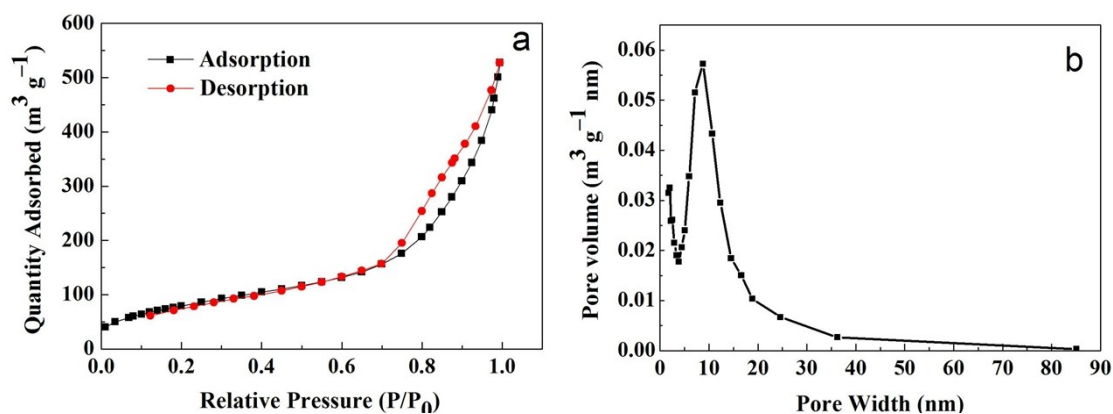 a
Adsorption
Desorption
Quantity Adsorbed (m³ g⁻¹)
600
500
400
300
200
100
0
0.0 0.2 0.4 0.6 0.8 1.0
Relative Pressure (P/P₀)
b
Pore volume (m³ g⁻¹ nm)
0.06
0.05
0.04
0.03
0.02
0.01
0.00
0 10 20 30 40 50 60 70 80 90
Pore Width (nm)